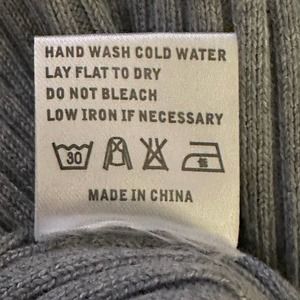 HAND WASH COLD WATER
LAY FLAT TO DRY
DO NOT BLEACH
LOW IRON IF NECESSARY
30
MADE IN CHINA